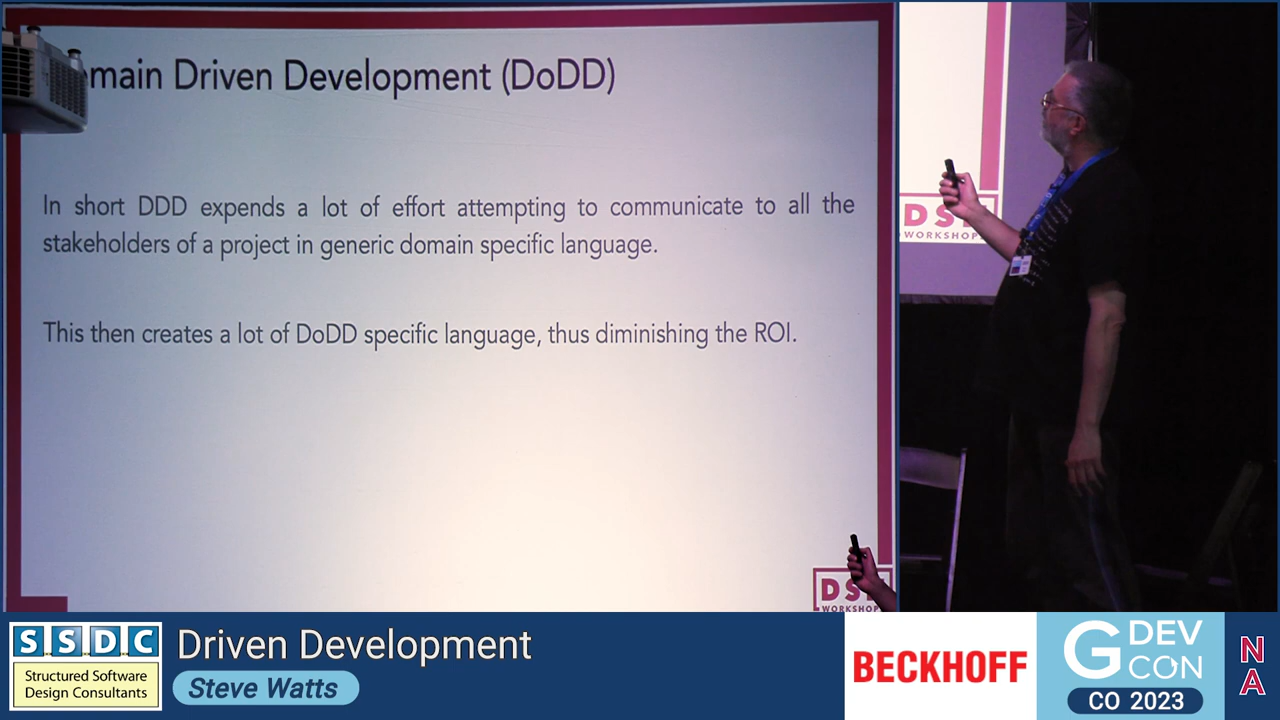 main Driven Development (DoDD)
In short DDD expends a lot of effort attempting to communicate to all the
stakeholders of a project in generic domain specific language.
This then creates a lot of DoDD specific language, thus diminishing the ROI.
DS
WORKSHOP
DS
WORKSHOP
SSDC
Structured Software
Design Consultants
Driven Development
Steve Watts
BECKHOFF
G DEV
CON
CO 2023
NA